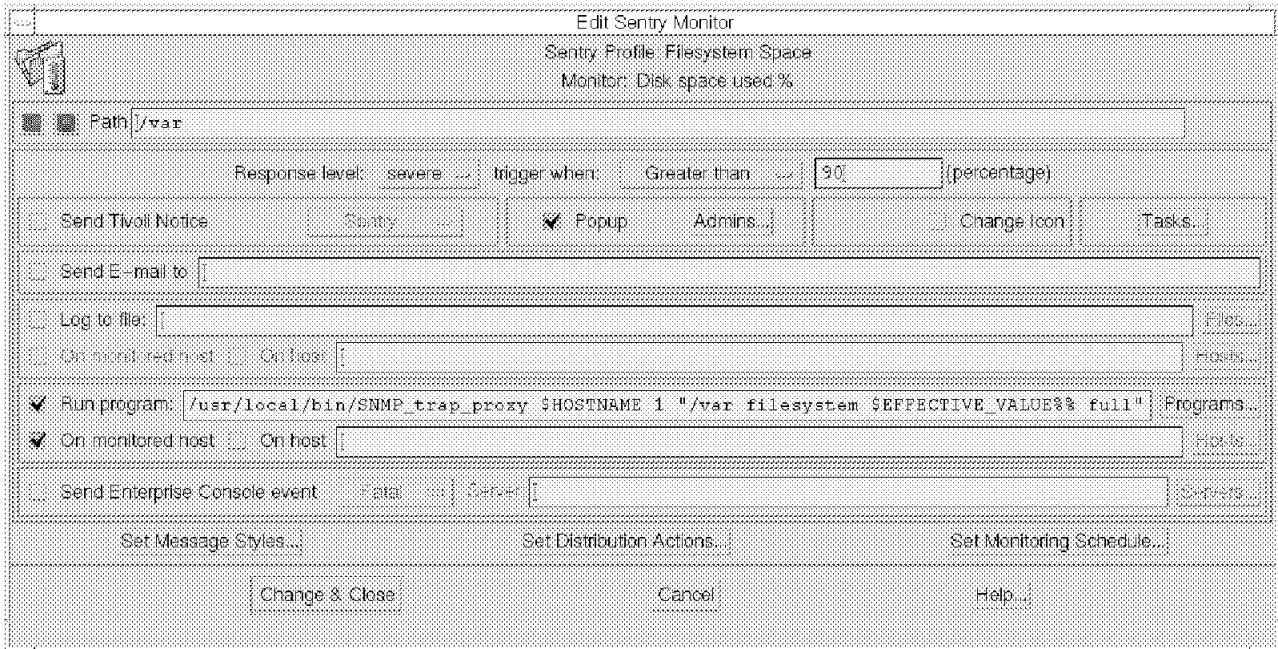 Edit Sentry Monitor
Sentry Profile: Filesystem Space
Monitor: Disk space used %
Path /var
Response level: severe ... trigger when: Greater than ... 90 (percentage)
Send Tivoli Notice Sentry ... Popup Admins... Change Icon Tasks...
Send E-mail to
Log to file: Files...
On monitored host On host Hosts...
Run program: /usr/local/bin/SNMP_trap_proxy $HOSTNAME 1 "/var filesystem $EFFECTIVE_VALUE%% full" Programs...
On monitored host On host Hosts...
Send Enterprise Console event Fatal ... Server Servers...
Set Message Styles... Set Distribution Actions... Set Monitoring Schedule...
Change & Close Cancel Help...